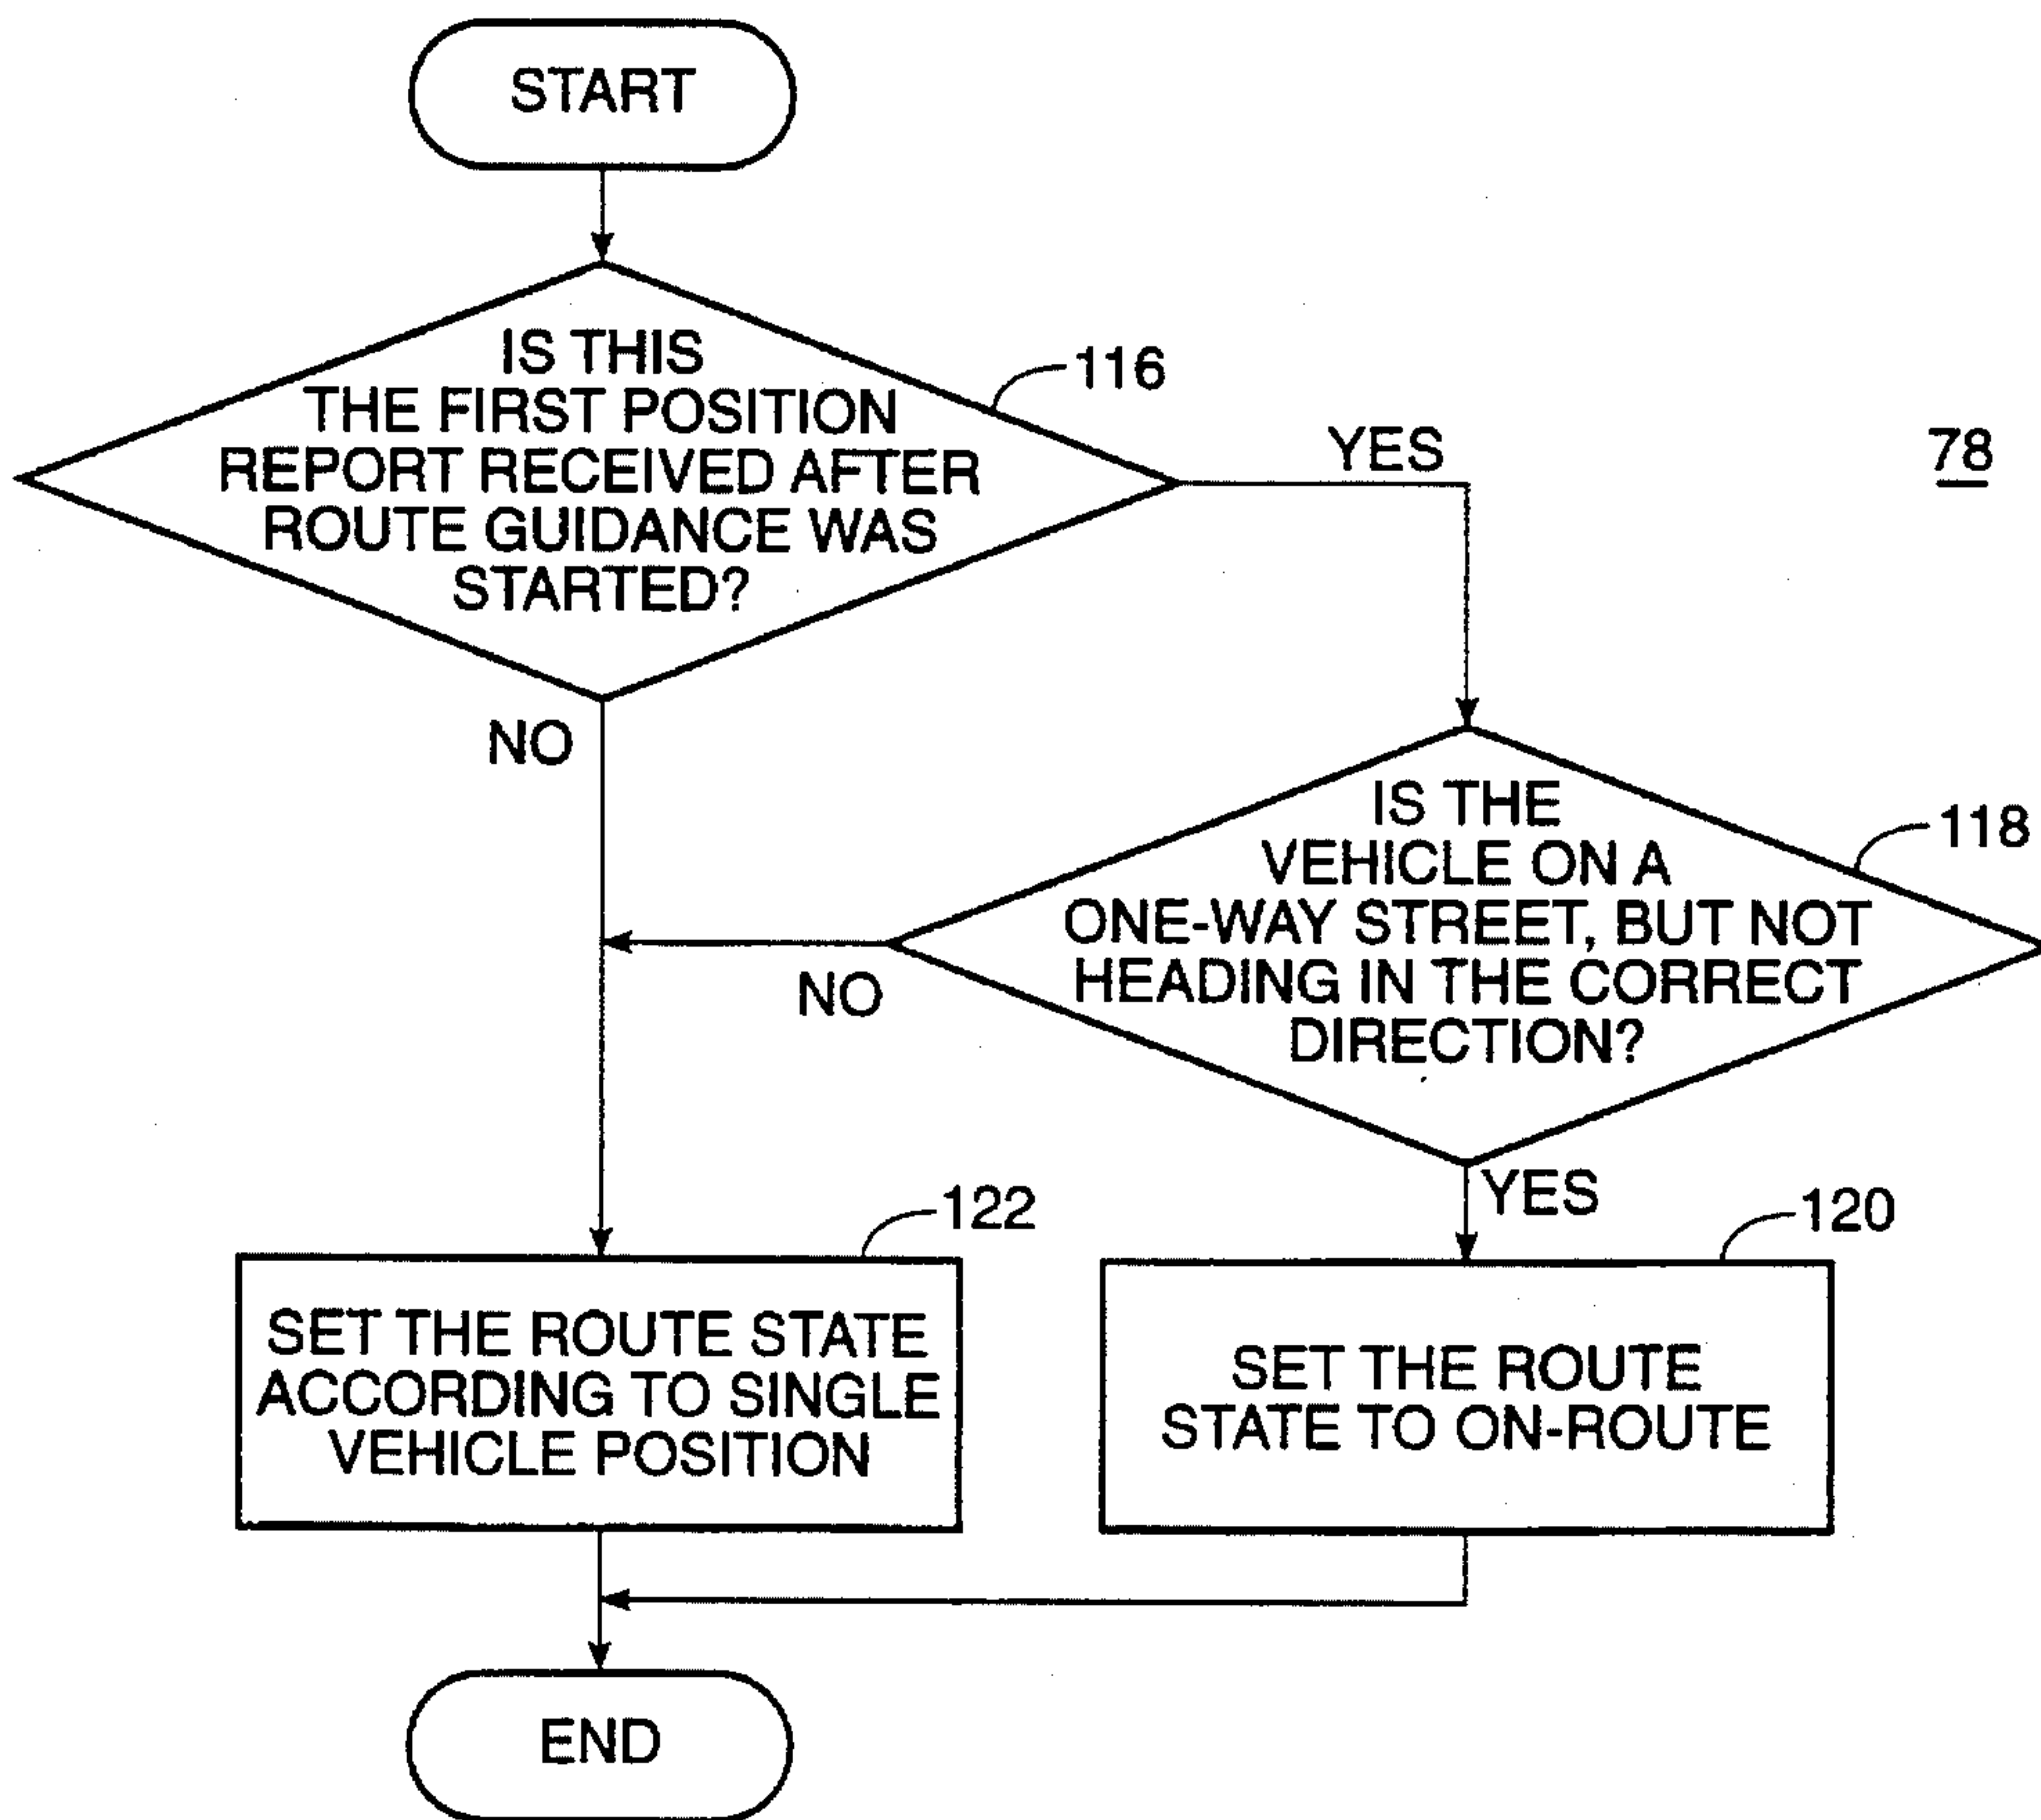 START
IS THIS
THE FIRST POSITION
REPORT RECEIVED AFTER
ROUTE GUIDANCE WAS
STARTED?
116
YES
78
NO
IS THE
VEHICLE ON A
ONE-WAY STREET, BUT NOT
HEADING IN THE CORRECT
DIRECTION?
118
NO
YES
122
SET THE ROUTE STATE
ACCORDING TO SINGLE
VEHICLE POSITION
120
SET THE ROUTE
STATE TO ON-ROUTE
END